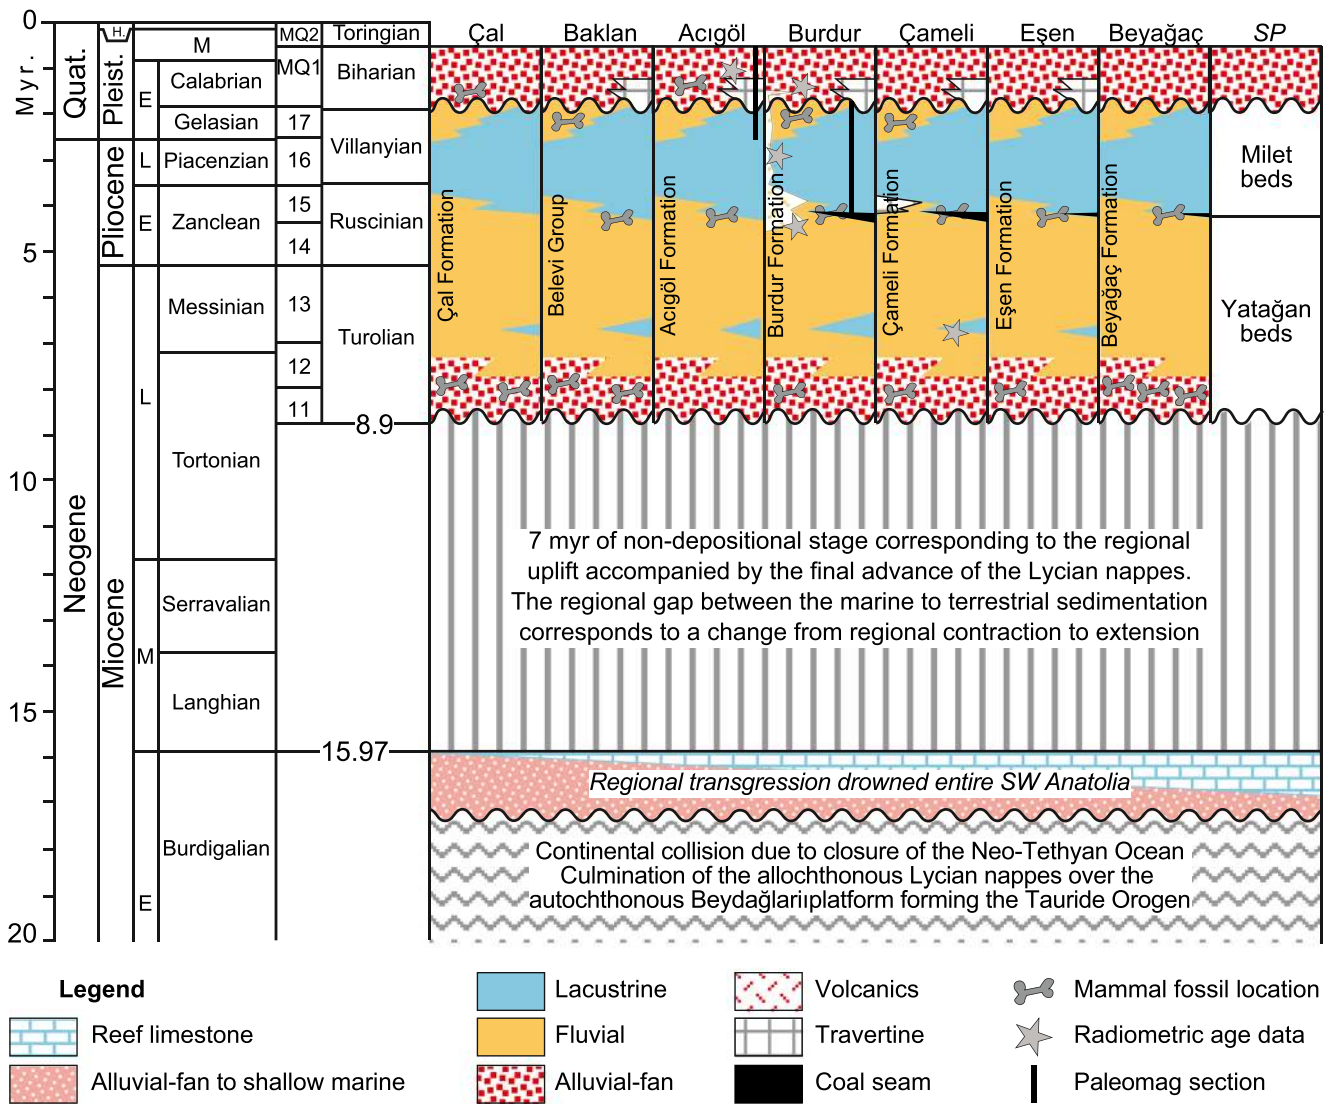 0
5
10
15
20
Myr.
Quat.
Neogene
Pleist.
Pliocene
Miocene
H.
M
E
L
E
L
M
E
Calabrian
Gelasian
Piacenzian
Zanclean
Messinian
Tortonian
Serravalian
Langhian
Burdigalian
MQ2
MQ1
17
16
15
14
13
12
11
Toringian
Biharian
Villanyian
Ruscinian
Turolian
8.9
15.97
Çal
Baklan
Acıgöl
Burdur
Çameli
Eşen
Beyağaç
SP
Çal Formation
Belevi Group
Acıgöl Formation
Burdur Formation
Çameli Formation
Eşen Formation
Beyağaç Formation
Milet
beds
Yatağan
beds
7 myr of non-depositional stage corresponding to the regional
uplift accompanied by the final advance of the Lycian nappes.
The regional gap between the marine to terrestrial sedimentation
corresponds to a change from regional contraction to extension
Regional transgression drowned entire SW Anatolia
Continental collision due to closure of the Neo-Tethyan Ocean
Culmination of the allochthonous Lycian nappes over the
autochthonous Beydağlarıplatform forming the Tauride Orogen
Legend
Reef limestone
Alluvial-fan to shallow marine
Lacustrine
Fluvial
Alluvial-fan
Volcanics
Travertine
Coal seam
Mammal fossil location
Radiometric age data
Paleomag section